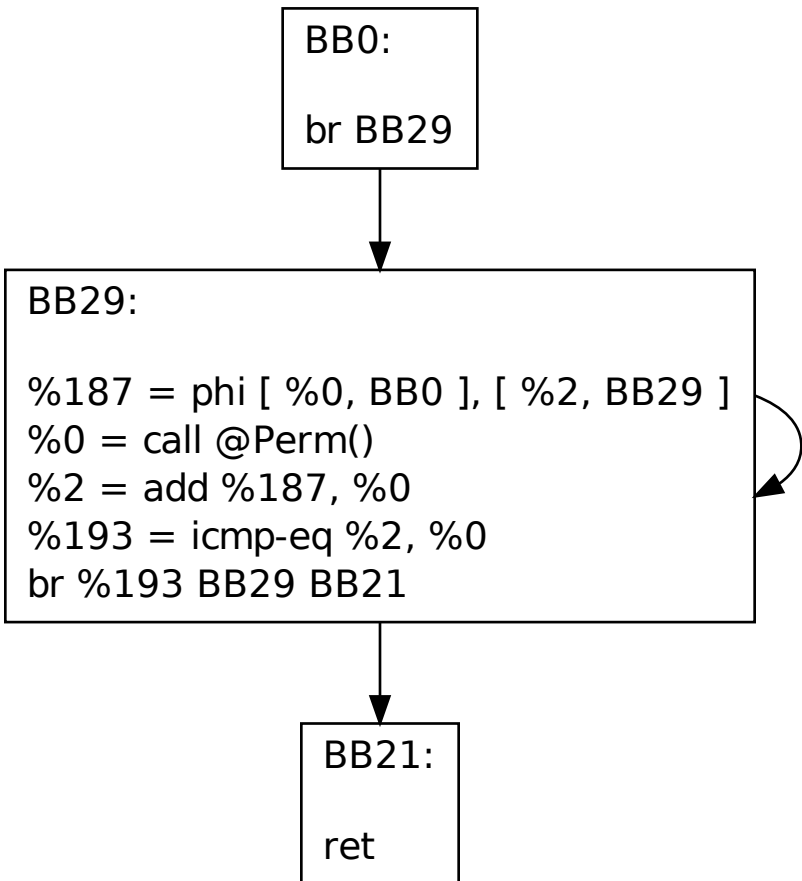 BB0:
br BB29
BB29:
%187 = phi [ %0, BB0 ], [ %2, BB29 ]
%0 = call @Perm()
%2 = add %187, %0
%193 = icmp-eq %2, %0
br %193 BB29 BB21
BB21:
ret